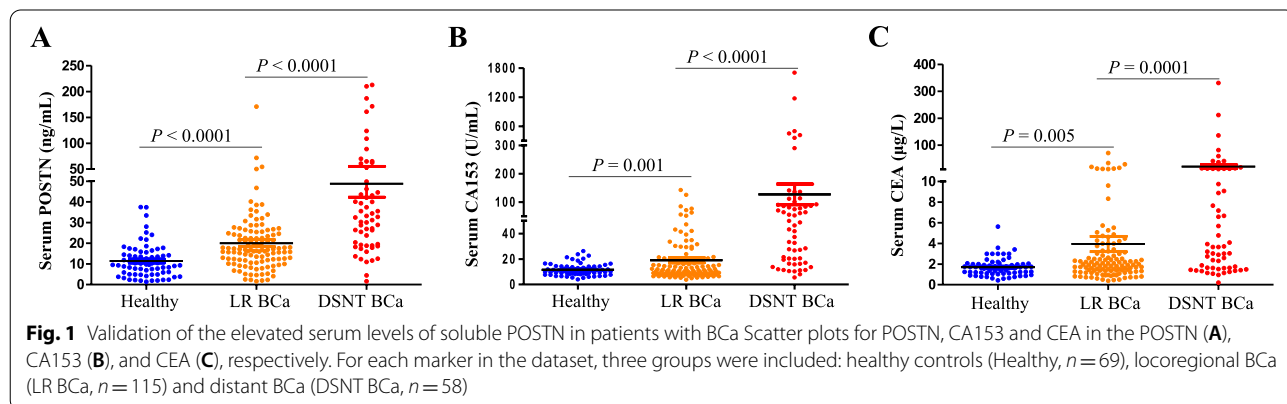 A
B
C
Serum POSTN (ng/mL)
250
200
150
100
50
50
40
30
20
10
0
P < 0.0001
P < 0.0001
Healthy
LR BCa
DSNT BCa
Serum CA153 (U/mL)
1800
1200
600
300
200
100
40
20
0
P < 0.0001
P = 0.001
Healthy
LR BCa
DSNT BCa
Serum CEA (µg/L)
400
300
200
100
10
8
6
4
2
0
P = 0.0001
P = 0.005
Healthy
LR BCa
DSNT BCa
Fig. 1 Validation of the elevated serum levels of soluble POSTN in patients with BCa Scatter plots for POSTN, CA153 and CEA in the POSTN (A),
CA153 (B), and CEA (C), respectively. For each marker in the dataset, three groups were included: healthy controls (Healthy, n = 69), locoregional BCa
(LR BCa, n = 115) and distant BCa (DSNT BCa, n = 58)